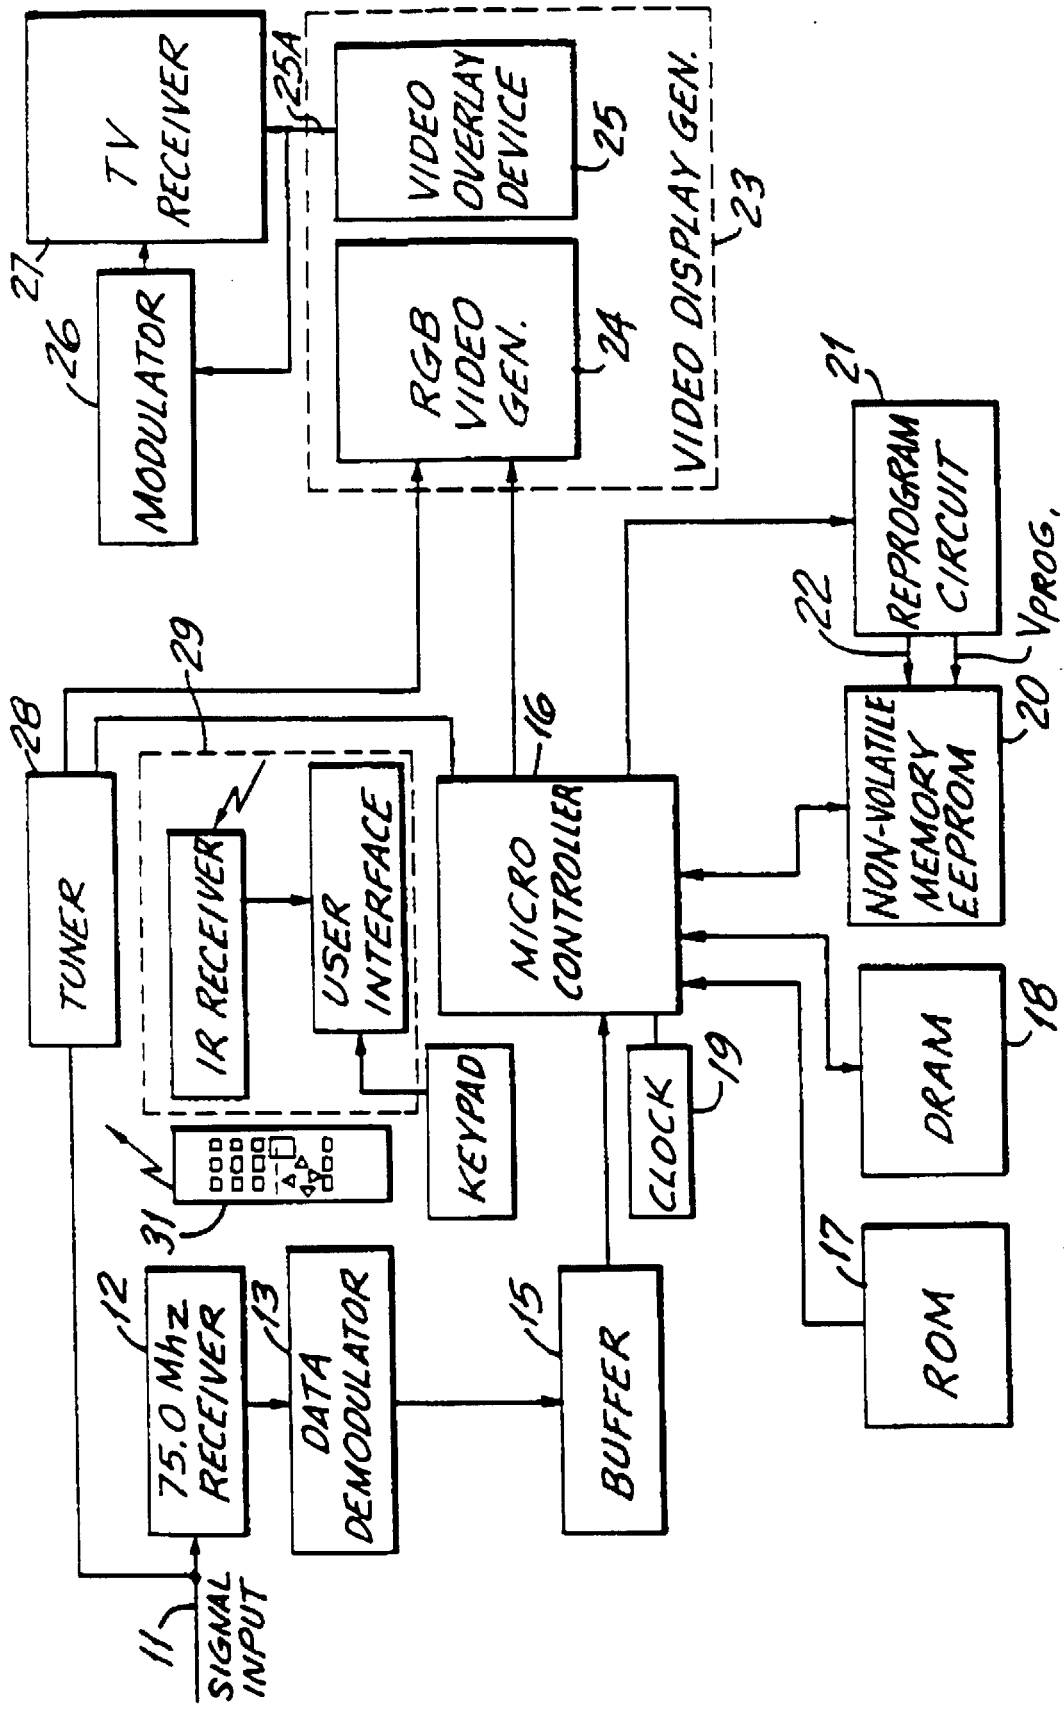 11
SIGNAL
INPUT
12
75.0 Mhz
RECEIVER
13
DATA
DEMODULATOR
15
BUFFER
17
ROM
31
28
TUNER
29
IR RECEIVER
USER
INTERFACE
KEYPAD
16
MICRO
CONTROLLER
CLOCK
19
DRAM
18
NON-VOLATILE
MEMORY
EEPROM
20
22
VPROG.
REPROGRAM
CIRCUIT
21
26
MODULATOR
27
TV
RECEIVER
25A
RGB
VIDEO
GEN.
24
VIDEO
OVERLAY
DEVICE
25
VIDEO DISPLAY GEN.
23